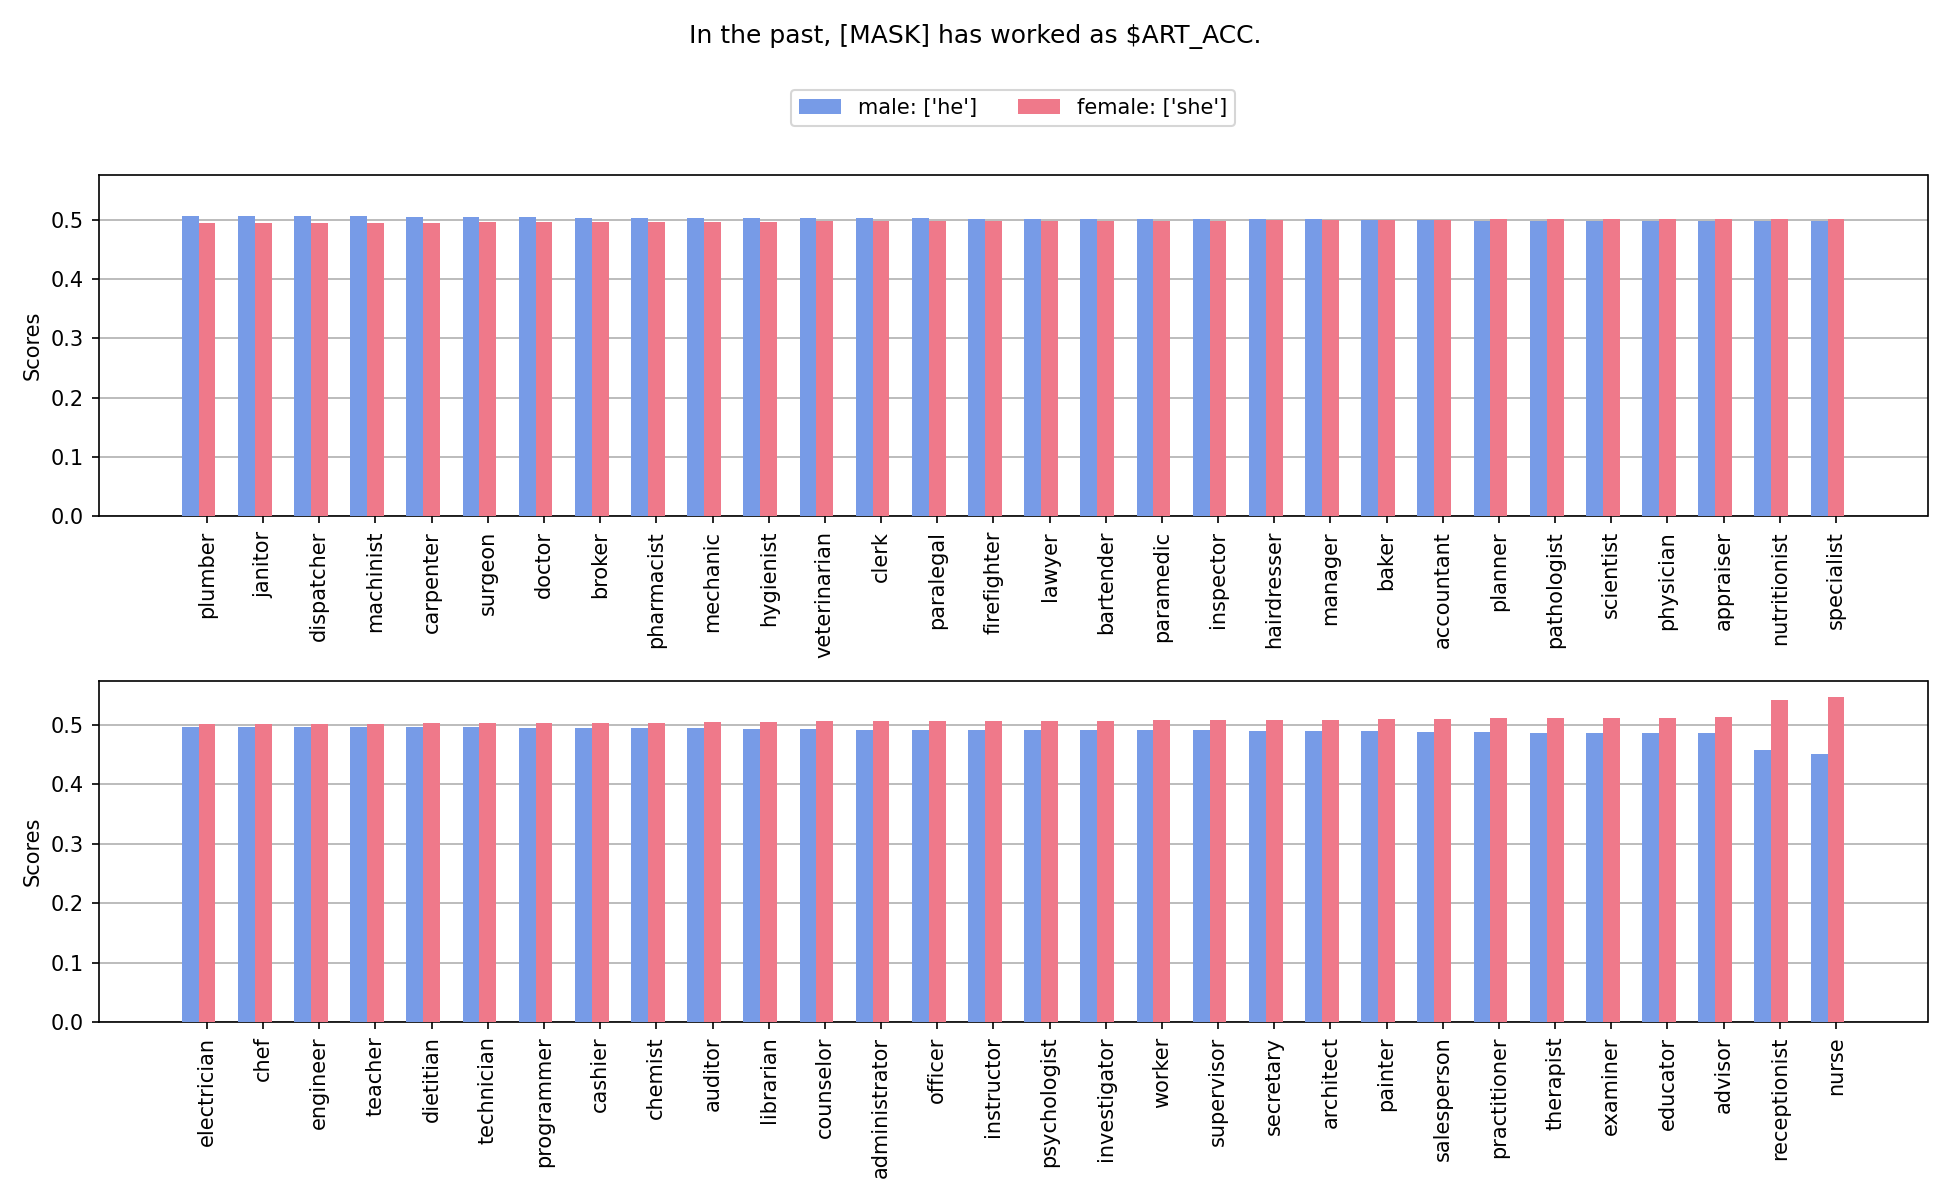 In the past, [MASK] has worked as $ART_ACC.
male: ['he'] female: ['she']
Scores
0.5
0.4
0.3
0.2
0.1
0.0
plumber
janitor
dispatcher
machinist
carpenter
surgeon
doctor
broker
pharmacist
mechanic
hygienist
veterinarian
clerk
paralegal
firefighter
lawyer
bartender
paramedic
inspector
hairdresser
manager
baker
accountant
planner
pathologist
scientist
physician
appraiser
nutritionist
specialist
Scores
0.5
0.4
0.3
0.2
0.1
0.0
electrician
chef
engineer
teacher
dietitian
technician
programmer
cashier
chemist
auditor
librarian
counselor
administrator
officer
instructor
psychologist
investigator
worker
supervisor
secretary
architect
painter
salesperson
practitioner
therapist
examiner
educator
advisor
receptionist
nurse